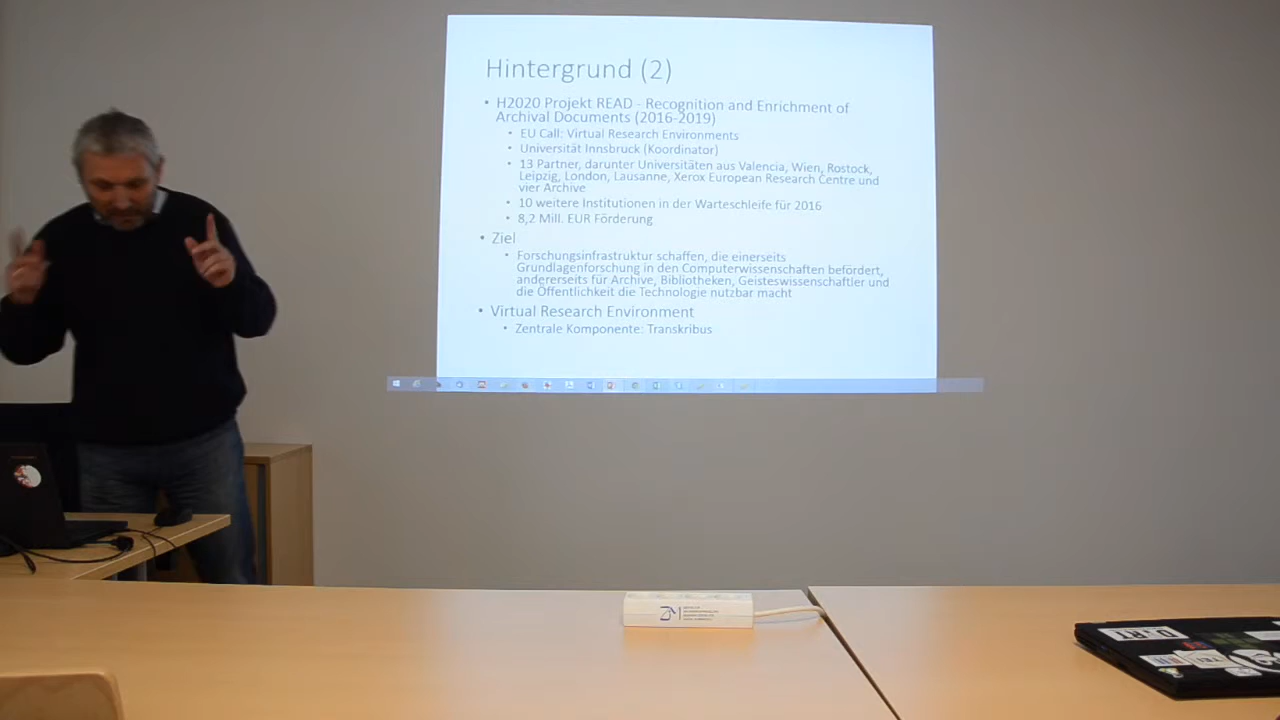 Hintergrund (2)
• H2020 Projekt READ - Recognition and Enrichment of
Archival Documents (2016-2019)
• EU Call: Virtual Research Environments
• Universität Innsbruck (Koordinator)
• 13 Partner, darunter Universitäten aus Valencia, Wien, Rostock,
Leipzig, London, Lausanne, Xerox European Research Centre und
vier Archive
• 10 weitere Institutionen in der Warteschleife für 2016
• 8,2 Mill. EUR Förderung
• Ziel
• Forschungsinfrastruktur schaffen, die einerseits
Grundlagenforschung in den Computerwissenschaften befördert,
andererseits für Archive, Bibliotheken, Geisteswissenschaftler und
die Öffentlichkeit die Technologie nutzbar macht
• Virtual Research Environment
• Zentrale Komponente: Transkribus